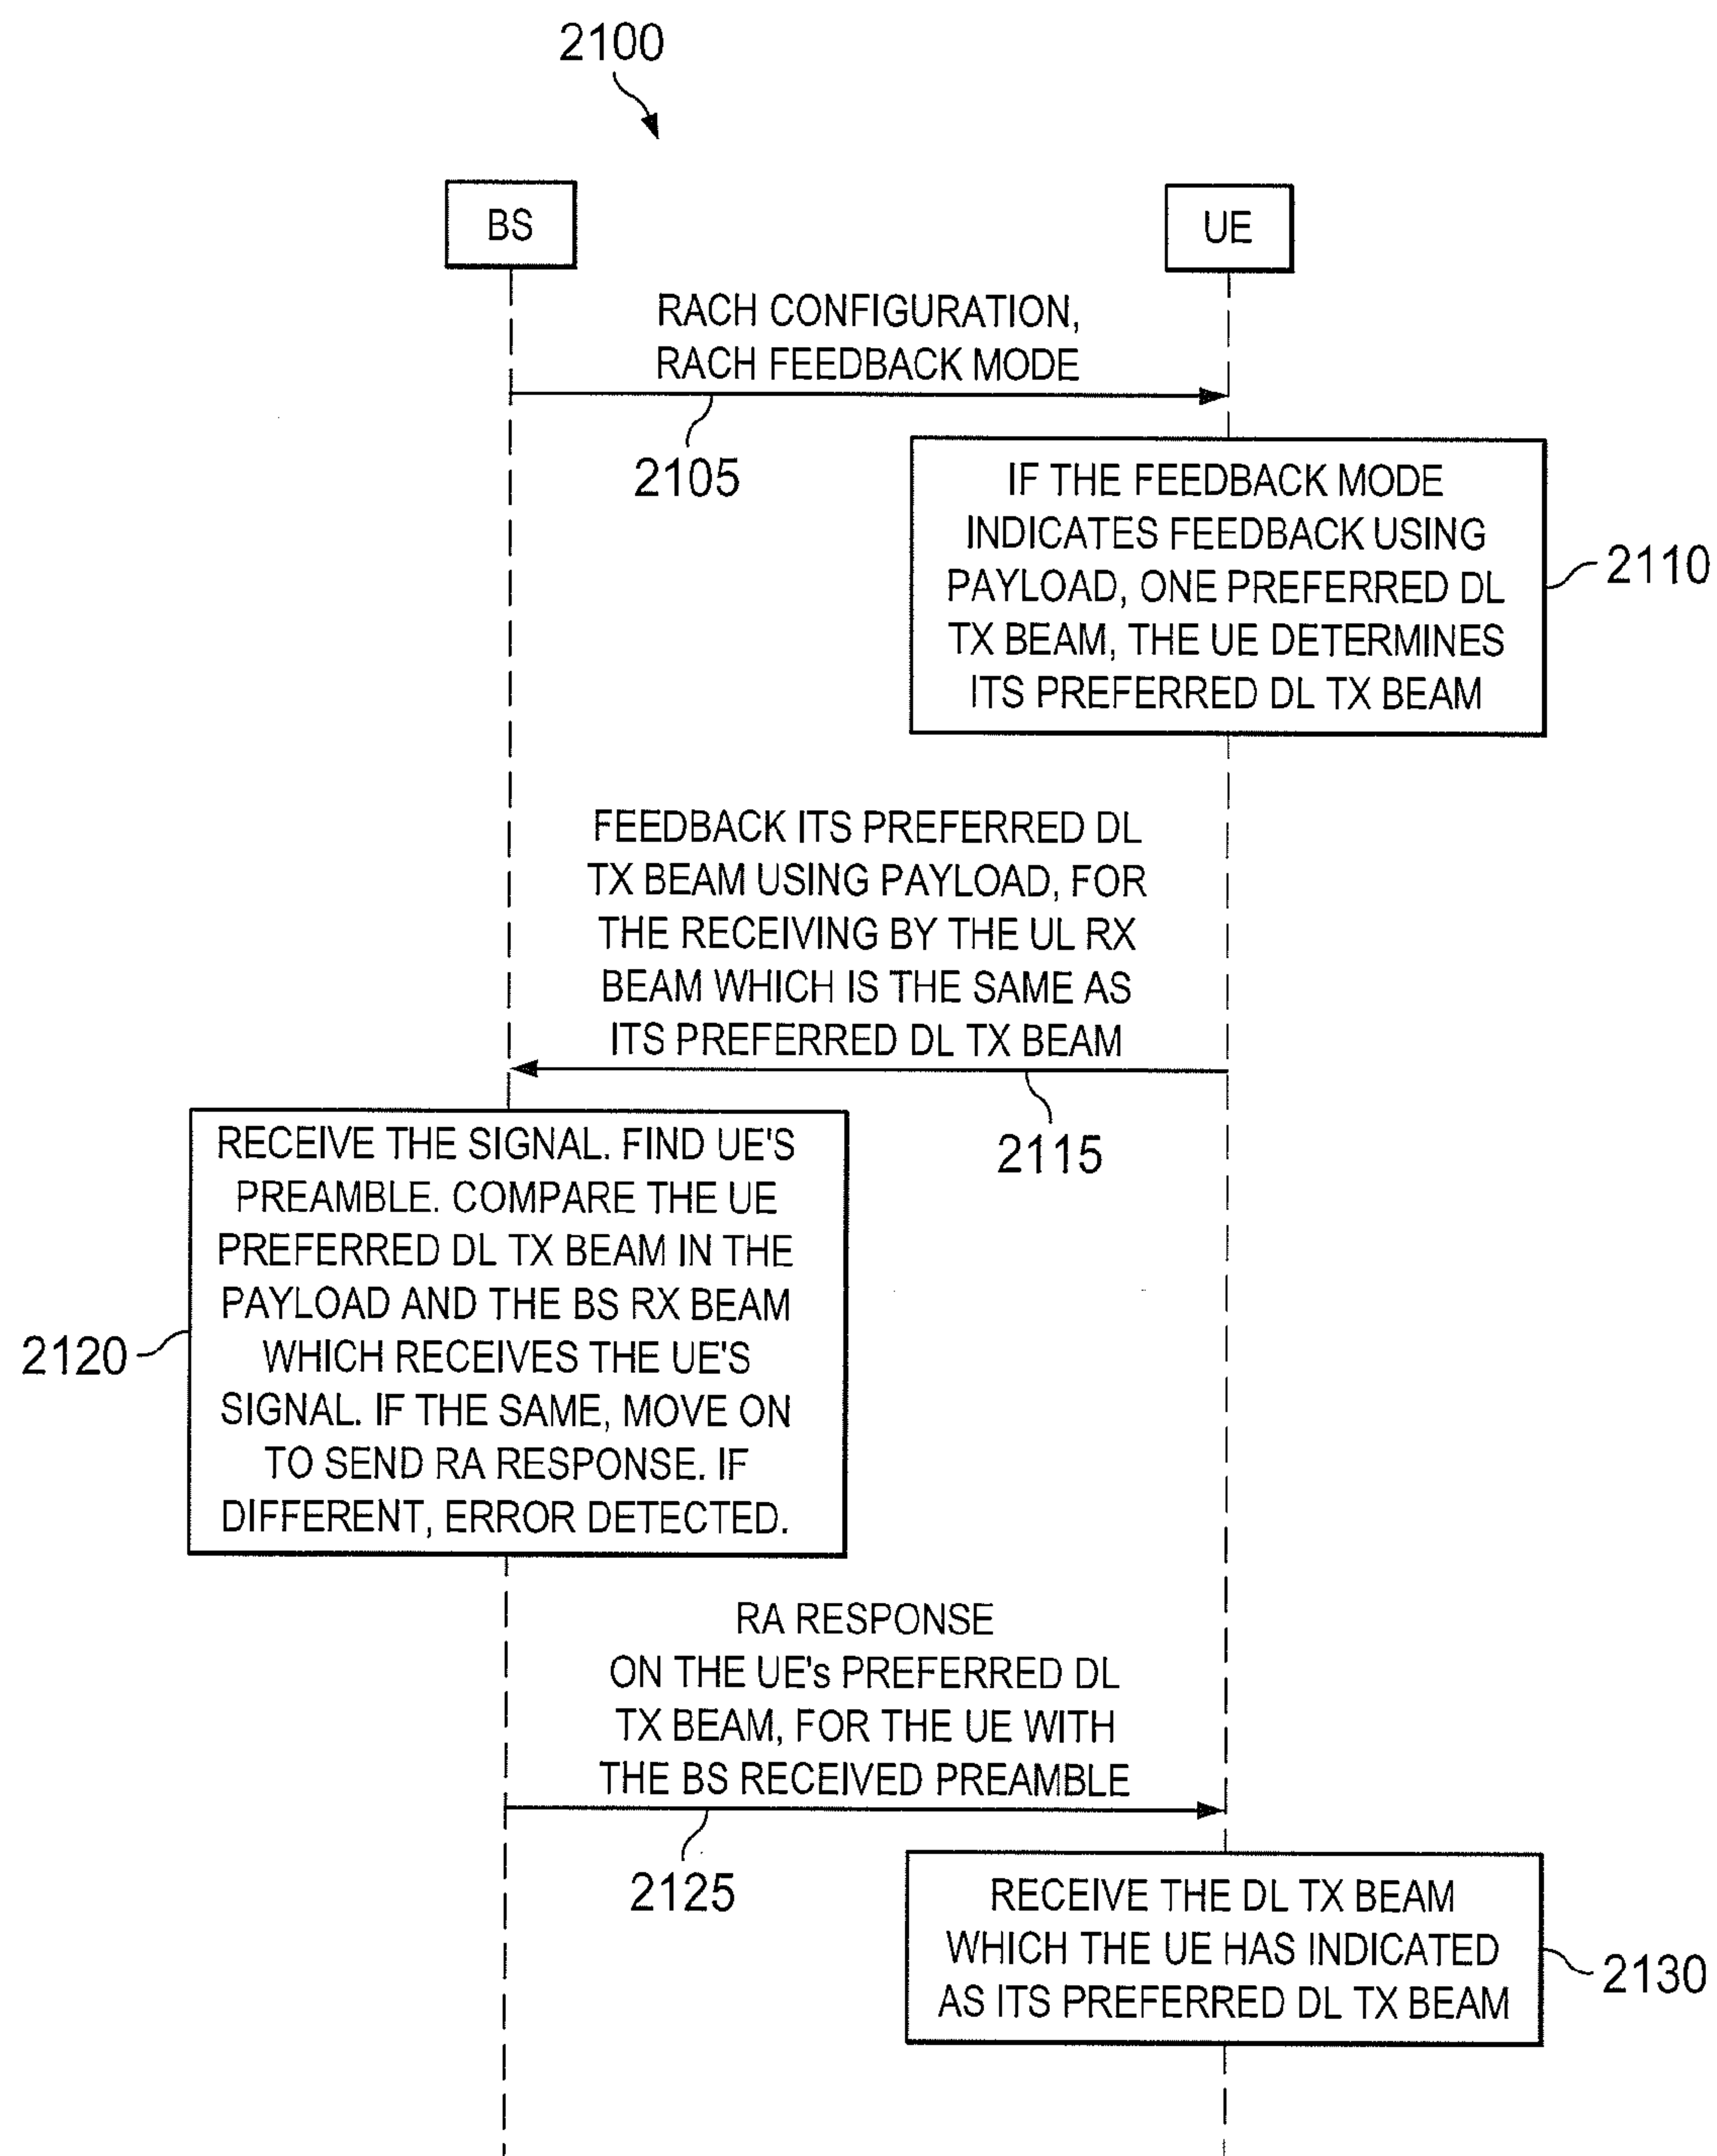 2100
BS
UE
RACH CONFIGURATION,
RACH FEEDBACK MODE
2105
IF THE FEEDBACK MODE
INDICATES FEEDBACK USING
PAYLOAD, ONE PREFERRED DL
TX BEAM, THE UE DETERMINES
ITS PREFERRED DL TX BEAM
2110
FEEDBACK ITS PREFERRED DL
TX BEAM USING PAYLOAD, FOR
THE RECEIVING BY THE UL RX
BEAM WHICH IS THE SAME AS
ITS PREFERRED DL TX BEAM
2115
RECEIVE THE SIGNAL. FIND UE'S
PREAMBLE. COMPARE THE UE
PREFERRED DL TX BEAM IN THE
PAYLOAD AND THE BS RX BEAM
WHICH RECEIVES THE UE'S
SIGNAL. IF THE SAME, MOVE ON
TO SEND RA RESPONSE. IF
DIFFERENT, ERROR DETECTED.
2120
RA RESPONSE
ON THE UE's PREFERRED DL
TX BEAM, FOR THE UE WITH
THE BS RECEIVED PREAMBLE
2125
RECEIVE THE DL TX BEAM
WHICH THE UE HAS INDICATED
AS ITS PREFERRED DL TX BEAM
2130